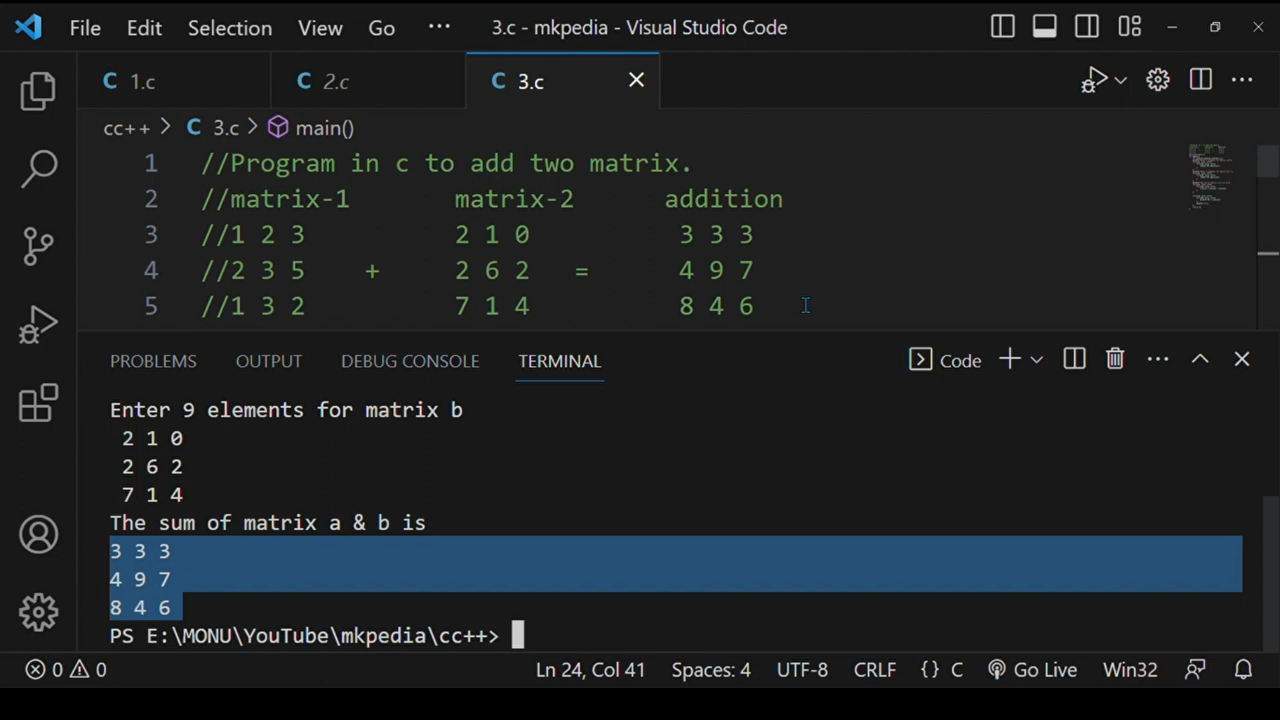 File Edit Selection View Go ··· 3.c - mkpedia - Visual Studio Code
C 1.c C 2.c C 3.c
cc++ > C 3.c > main()
1 //Program in c to add two matrix.
2 //matrix-1 matrix-2 addition
3 //1 2 3 2 1 0 3 3 3
4 //2 3 5 + 2 6 2 = 4 9 7
5 //1 3 2 7 1 4 8 4 6
PROBLEMS OUTPUT DEBUG CONSOLE TERMINAL Code
Enter 9 elements for matrix b
2 1 0
2 6 2
7 1 4
The sum of matrix a & b is
3 3 3
4 9 7
8 4 6
PS E:\MONU\YouTube\mkpedia\cc++>
0 0 Ln 24, Col 41 Spaces: 4 UTF-8 CRLF {} C Go Live Win32